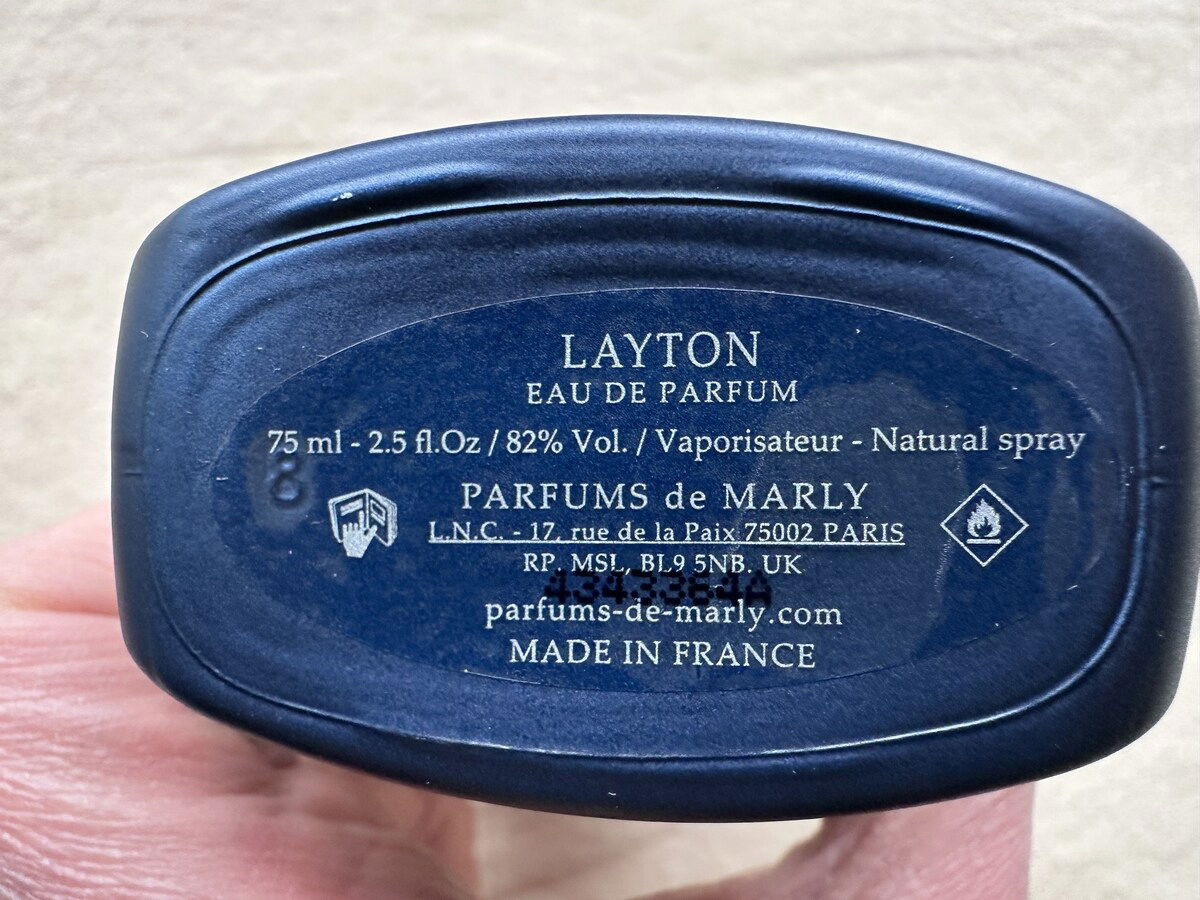 LAYTON
EAU DE PARFUM
75 ml - 2.5 fl.Oz / 82% Vol. / Vaporisateur - Natural spray
8
PARFUMS de MARLY
L.N.C. - 17, rue de la Paix 75002 PARIS
RP. MSL, BL9 5NB. UK
parfums-de-marly.com
MADE IN FRANCE